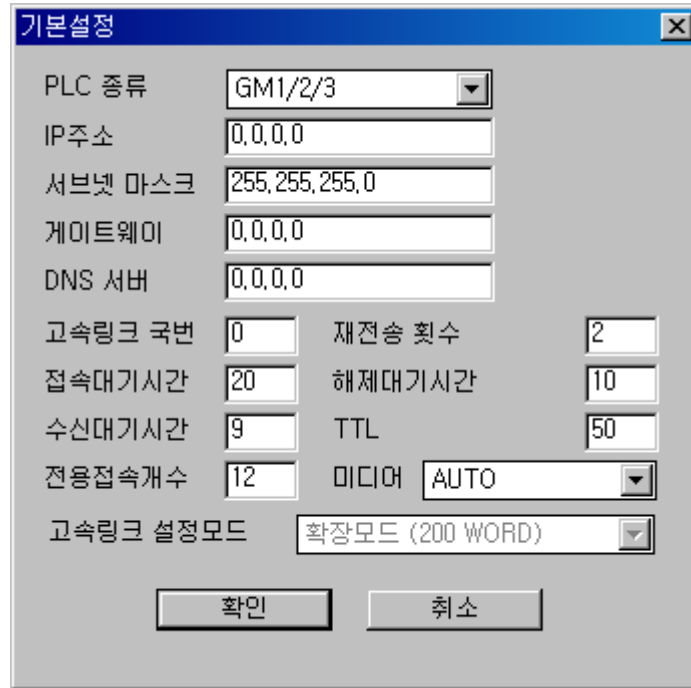 기본설정
PLC 종류 GM1/2/3
IP주소 0.0.0.0
서브넷 마스크 255.255.255.0
게이트웨이 0.0.0.0
DNS 서버 0.0.0.0
고속링크 국번 0 재전송 횟수 2
접속대기시간 20 해제대기시간 10
수신대기시간 9 TTL 50
전용접속개수 12 미디어 AUTO
고속링크 설정모드 확장모드 (200 WORD)
확인 취소